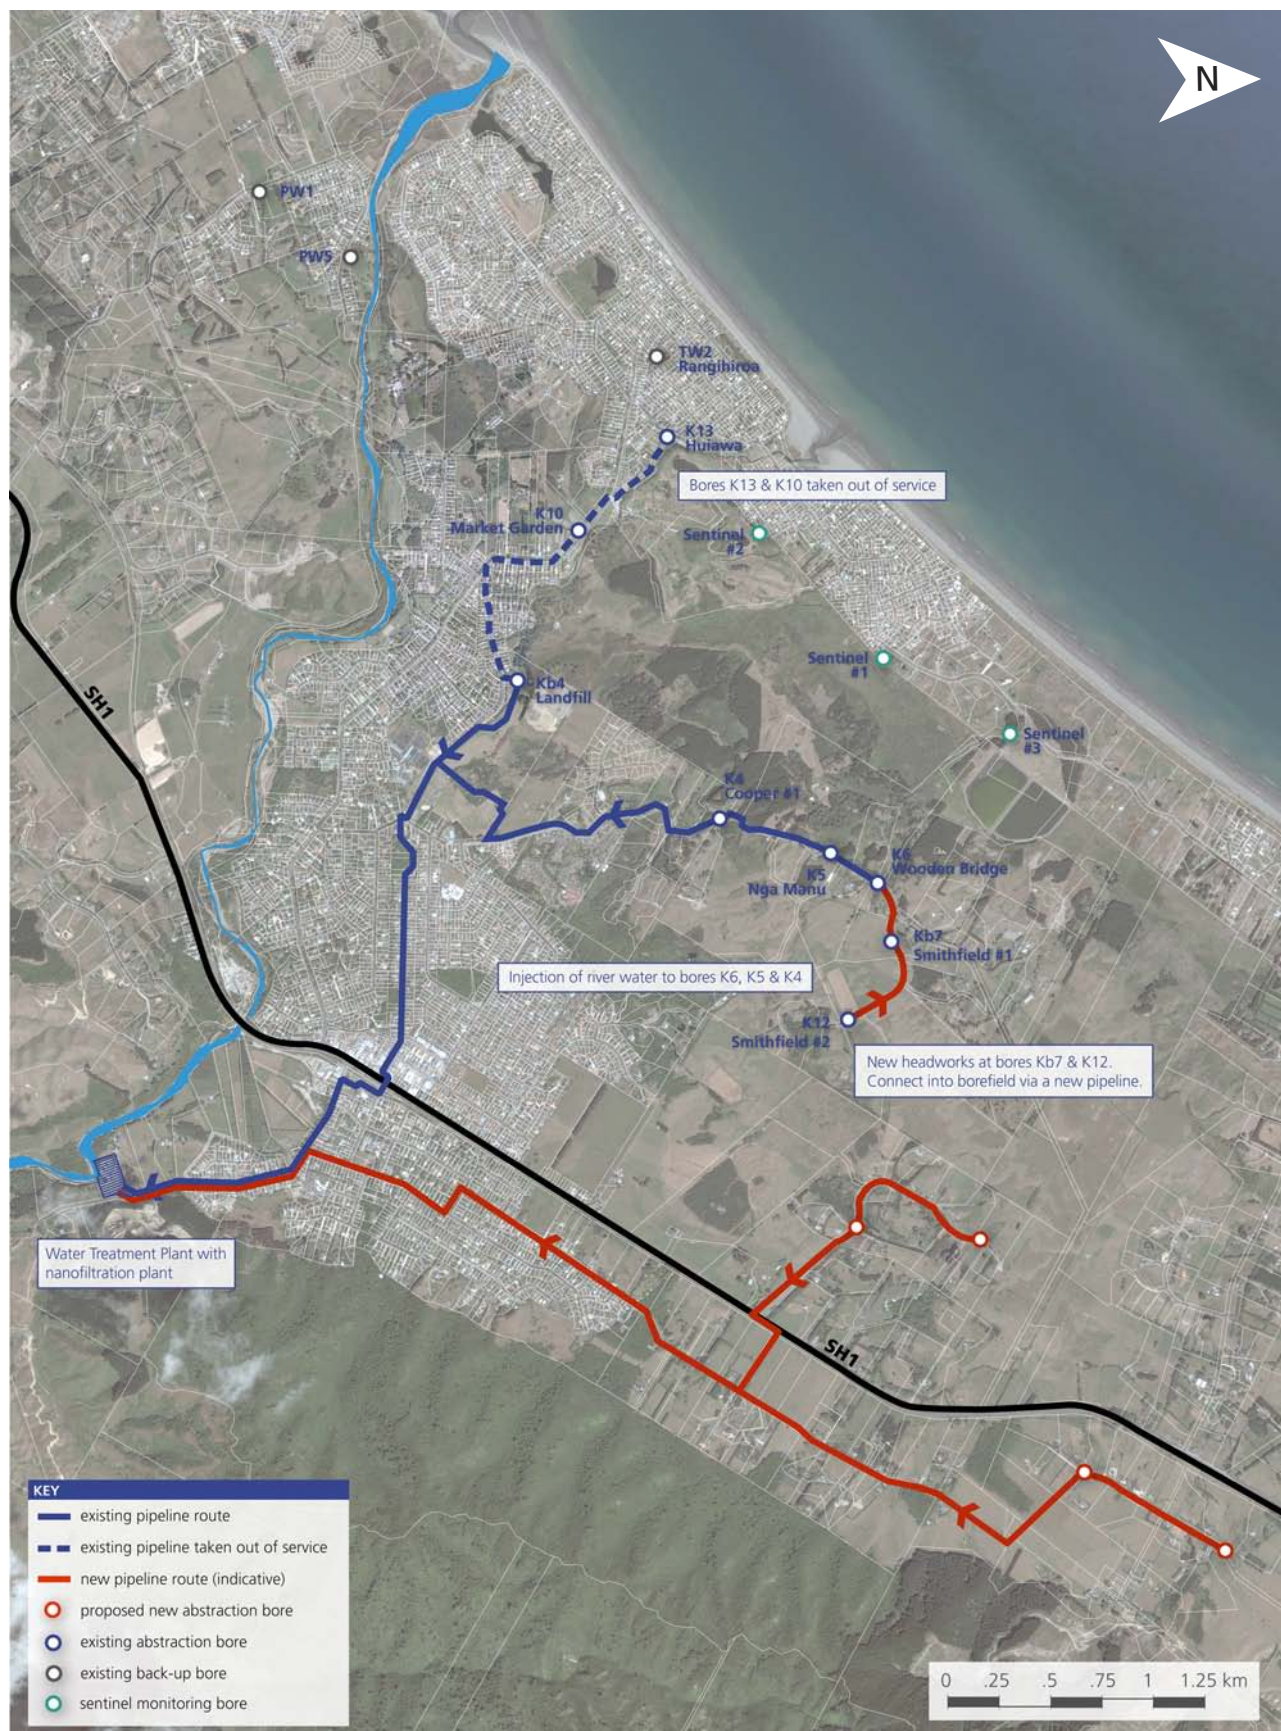 N
PW1
PW5
TW2
Rangihiroa
K13
Huiawa
Bores K13 & K10 taken out of service
K10
Market Garden
Sentinel
#2
Sentinel
#1
Kb4
Landfill
SH1
Sentinel
#3
K4
Cooper #1
K6
Wooden Bridge
K5
Nga Manu
Kb7
Smithfield #1
Injection of river water to bores K6, K5 & K4
K12
Smithfield #2
New headworks at bores Kb7 & K12.
Connect into borefield via a new pipeline.
Water Treatment Plant with
nanofiltration plant
SH1
KEY
existing pipeline route
existing pipeline taken out of service
new pipeline route (indicative)
proposed new abstraction bore
existing abstraction bore
existing back-up bore
sentinel monitoring bore
0 .25 .5 .75 1 1.25 km